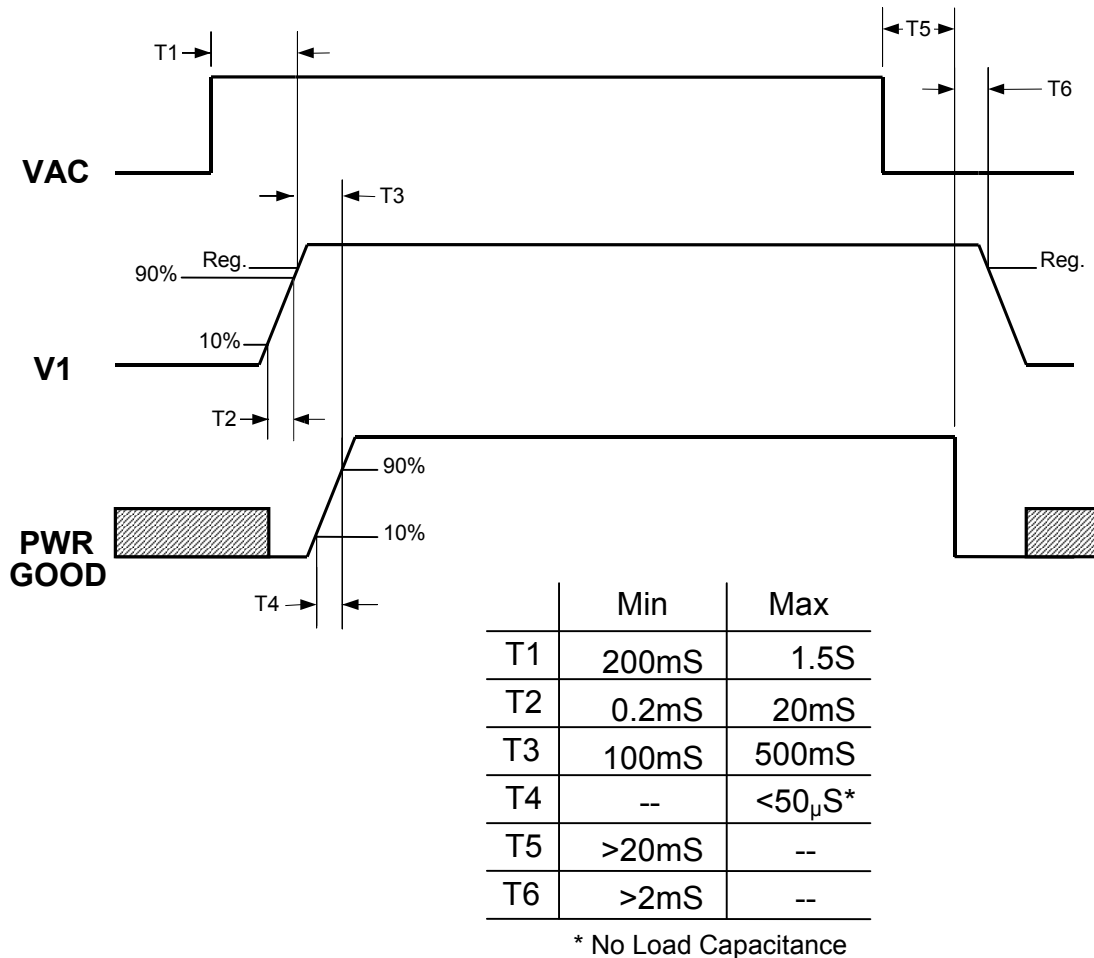 T1
T5
T6
VAC
T3
Reg.
90%
Reg.
10%
V1
T2
90%
10%
PWR
GOOD
T4
Min Max
T1 200mS 1.5S
T2 0.2mS 20mS
T3 100mS 500mS
T4 -- <50µS*
T5 >20mS --
T6 >2mS --
* No Load Capacitance